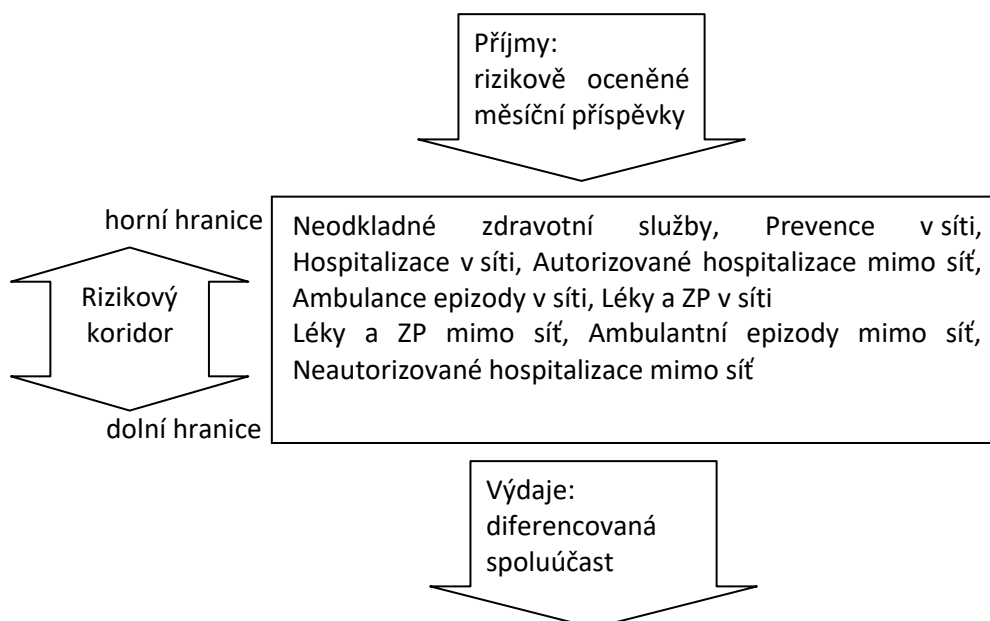 Příjmy:
rizikově oceněné
měsíční příspěvky
horní hranice
Rizikový
koridor
dolní hranice
Neodkladné zdravotní služby, Prevence v síti,
Hospitalizace v síti, Autorizované hospitalizace mimo síť,
Ambulance epizody v síti, Léky a ZP v síti
Léky a ZP mimo síť, Ambulantní epizody mimo síť,
Neautorizované hospitalizace mimo síť
Výdaje:
diferencovaná
spoluúčast